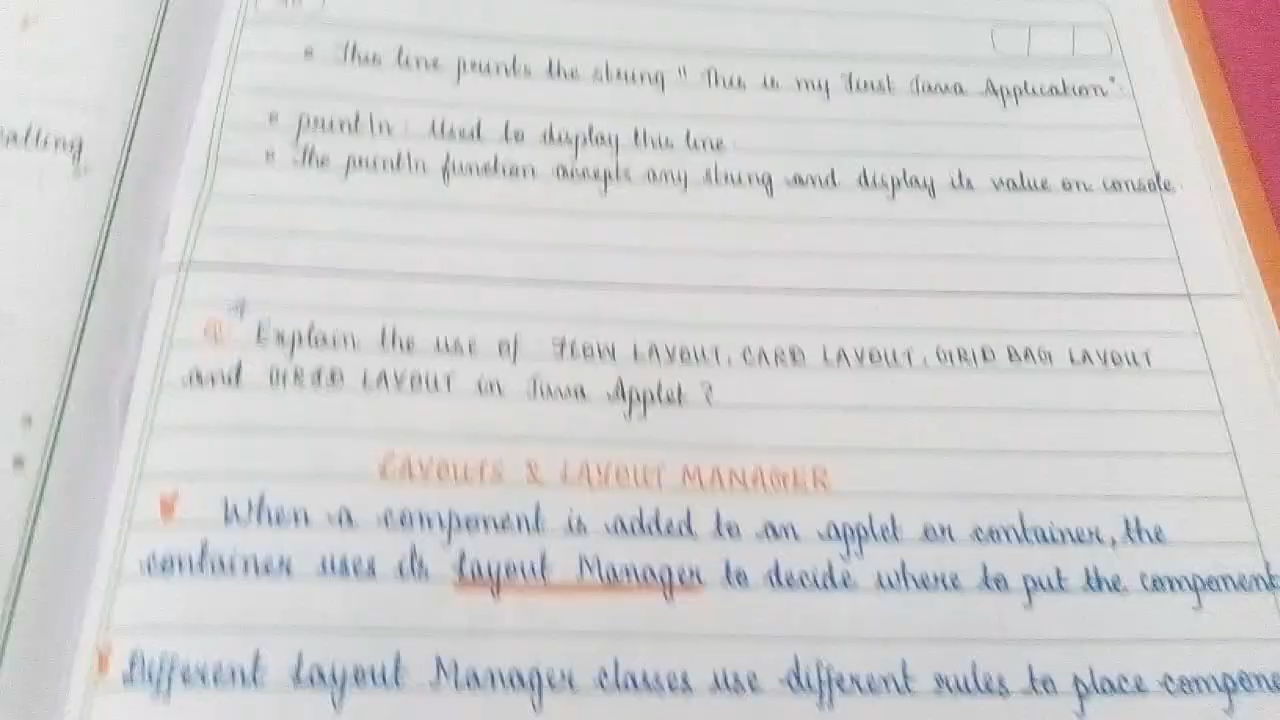 • This line prints the string " This is my First Java Application".
• println : Used to display this line.
• The println function accepts any string and display its value on console.
alling
Q Explain the use of FLOW LAYOUT, CARD LAYOUT, GRID BAG LAYOUT
and GRID LAYOUT in Java Applet ?
LAYOUTS & LAYOUT MANAGER
When a component is added to an applet or container, the
container uses its Layout Manager to decide where to put the component
Different Layout Manager classes use different rules to place compone